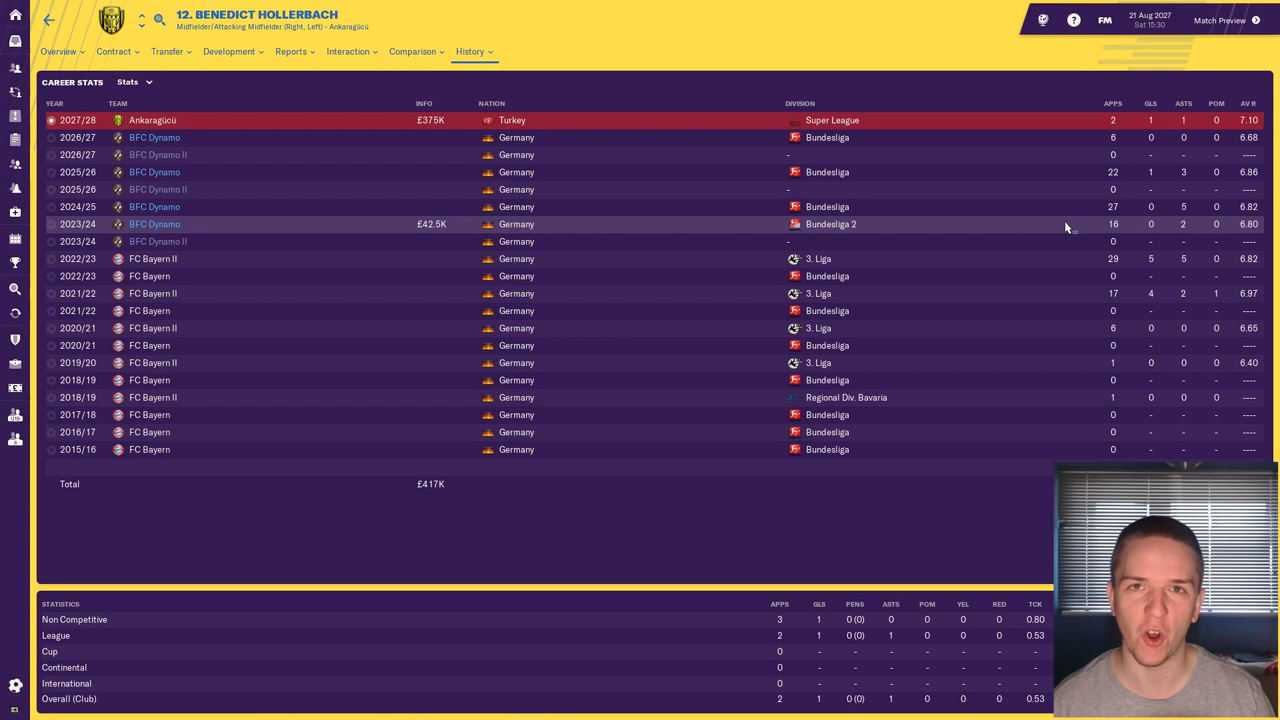 12. BENEDICT HOLLERBACH
Midfielder/Attacking Midfielder (Right, Left) - Ankaragücü
FM
21 Aug 2027
Sat 15:30
Match Preview
Overview Contract Transfer Development Reports Interaction Comparison History
CAREER STATS Stats
YEAR TEAM INFO NATION DIVISION APPS GLS ASTS POM AV R
2027/28 Ankaragücü £375K Turkey Super League 2 1 1 0 7.10
2026/27 BFC Dynamo Germany Bundesliga 6 0 0 0 6.68
2026/27 BFC Dynamo II Germany - 0 - - - ----
2025/26 BFC Dynamo Germany Bundesliga 22 1 3 0 6.86
2025/26 BFC Dynamo II Germany - 0 - - - ----
2024/25 BFC Dynamo Germany Bundesliga 27 0 5 0 6.82
2023/24 BFC Dynamo £42.5K Germany Bundesliga 2 16 0 2 0 6.80
2023/24 BFC Dynamo II Germany - 0 - - - ----
2022/23 FC Bayern II Germany 3. Liga 29 5 5 0 6.82
2022/23 FC Bayern Germany Bundesliga 0 - - - ----
2021/22 FC Bayern II Germany 3. Liga 17 4 2 1 6.97
2021/22 FC Bayern Germany Bundesliga 0 - - - ----
2020/21 FC Bayern II Germany 3. Liga 6 0 0 0 6.65
2020/21 FC Bayern Germany Bundesliga 0 - - - ----
2019/20 FC Bayern II Germany 3. Liga 1 0 0 0 6.40
2018/19 FC Bayern Germany Bundesliga 0 - - - ----
2018/19 FC Bayern II Germany Regional Div. Bavaria 1 0 0 0 ----
2017/18 FC Bayern Germany Bundesliga 0 - - - ----
2016/17 FC Bayern Germany Bundesliga 0 - - - ----
2015/16 FC Bayern Germany Bundesliga 0 - - - ----
Total £417K
STATISTICS APPS GLS PENS ASTS POM YEL RED TCK
Non Competitive 3 1 0 (0) 0 0 0 0 0.80
League 2 1 0 (0) 1 0 0 0 0.53
Cup 0 - - - - - - -
Continental 0 - - - - - - -
International 0 - - - - - - -
Overall (Club) 2 1 0 (0) 1 0 0 0 0.53